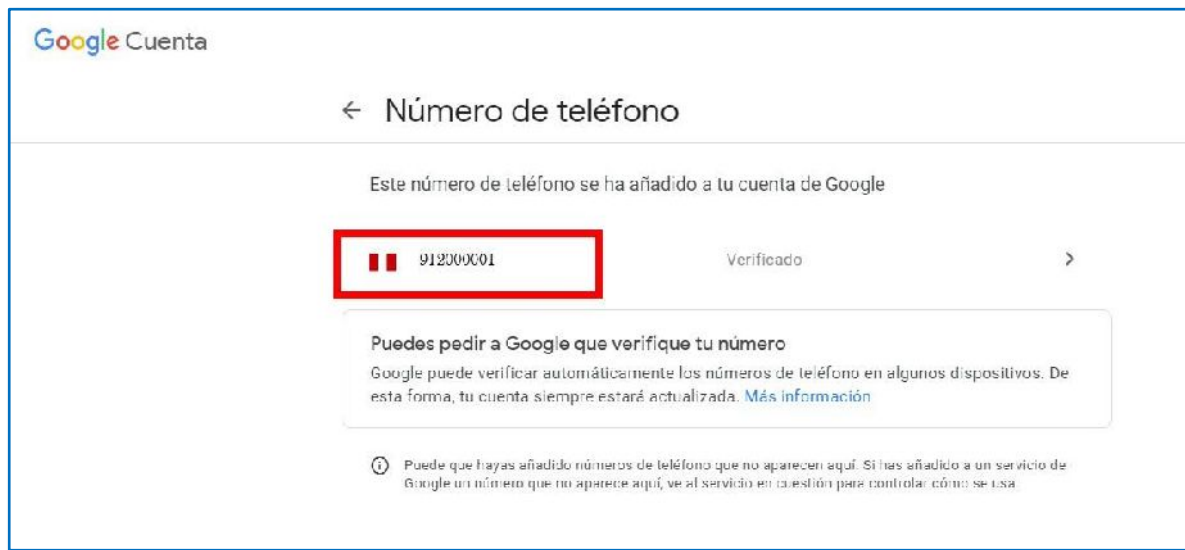 Google Cuenta
← Número de teléfono
Este número de teléfono se ha añadido a tu cuenta de Google
912000001 Verificado >
Puedes pedir a Google que verifique tu número
Google puede verificar automáticamente los números de teléfono en algunos dispositivos. De
esta forma, tu cuenta siempre estará actualizada. Más información
Puede que hayas añadido números de teléfono que no aparecen aquí. Si has añadido a un servicio de
Google un número que no aparece aquí, ve al servicio en cuestión para controlar cómo se usa.